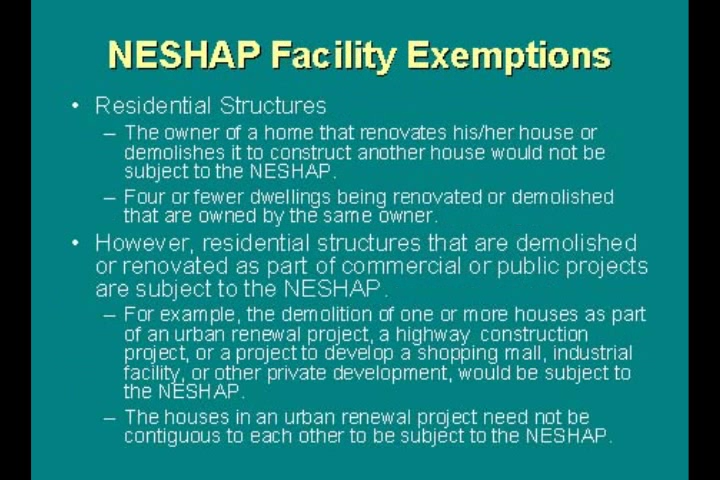 NESHAP Facility Exemptions
• Residential Structures
– The owner of a home that renovates his/her house or
demolishes it to construct another house would not be
subject to the NESHAP.
– Four or fewer dwellings being renovated or demolished
that are owned by the same owner.
• However, residential structures that are demolished
or renovated as part of commercial or public projects
are subject to the NESHAP.
– For example, the demolition of one or more houses as part
of an urban renewal project, a highway construction
project, or a project to develop a shopping mall, industrial
facility, or other private development, would be subject to
the NESHAP.
– The houses in an urban renewal project need not be
contiguous to each other to be subject to the NESHAP.